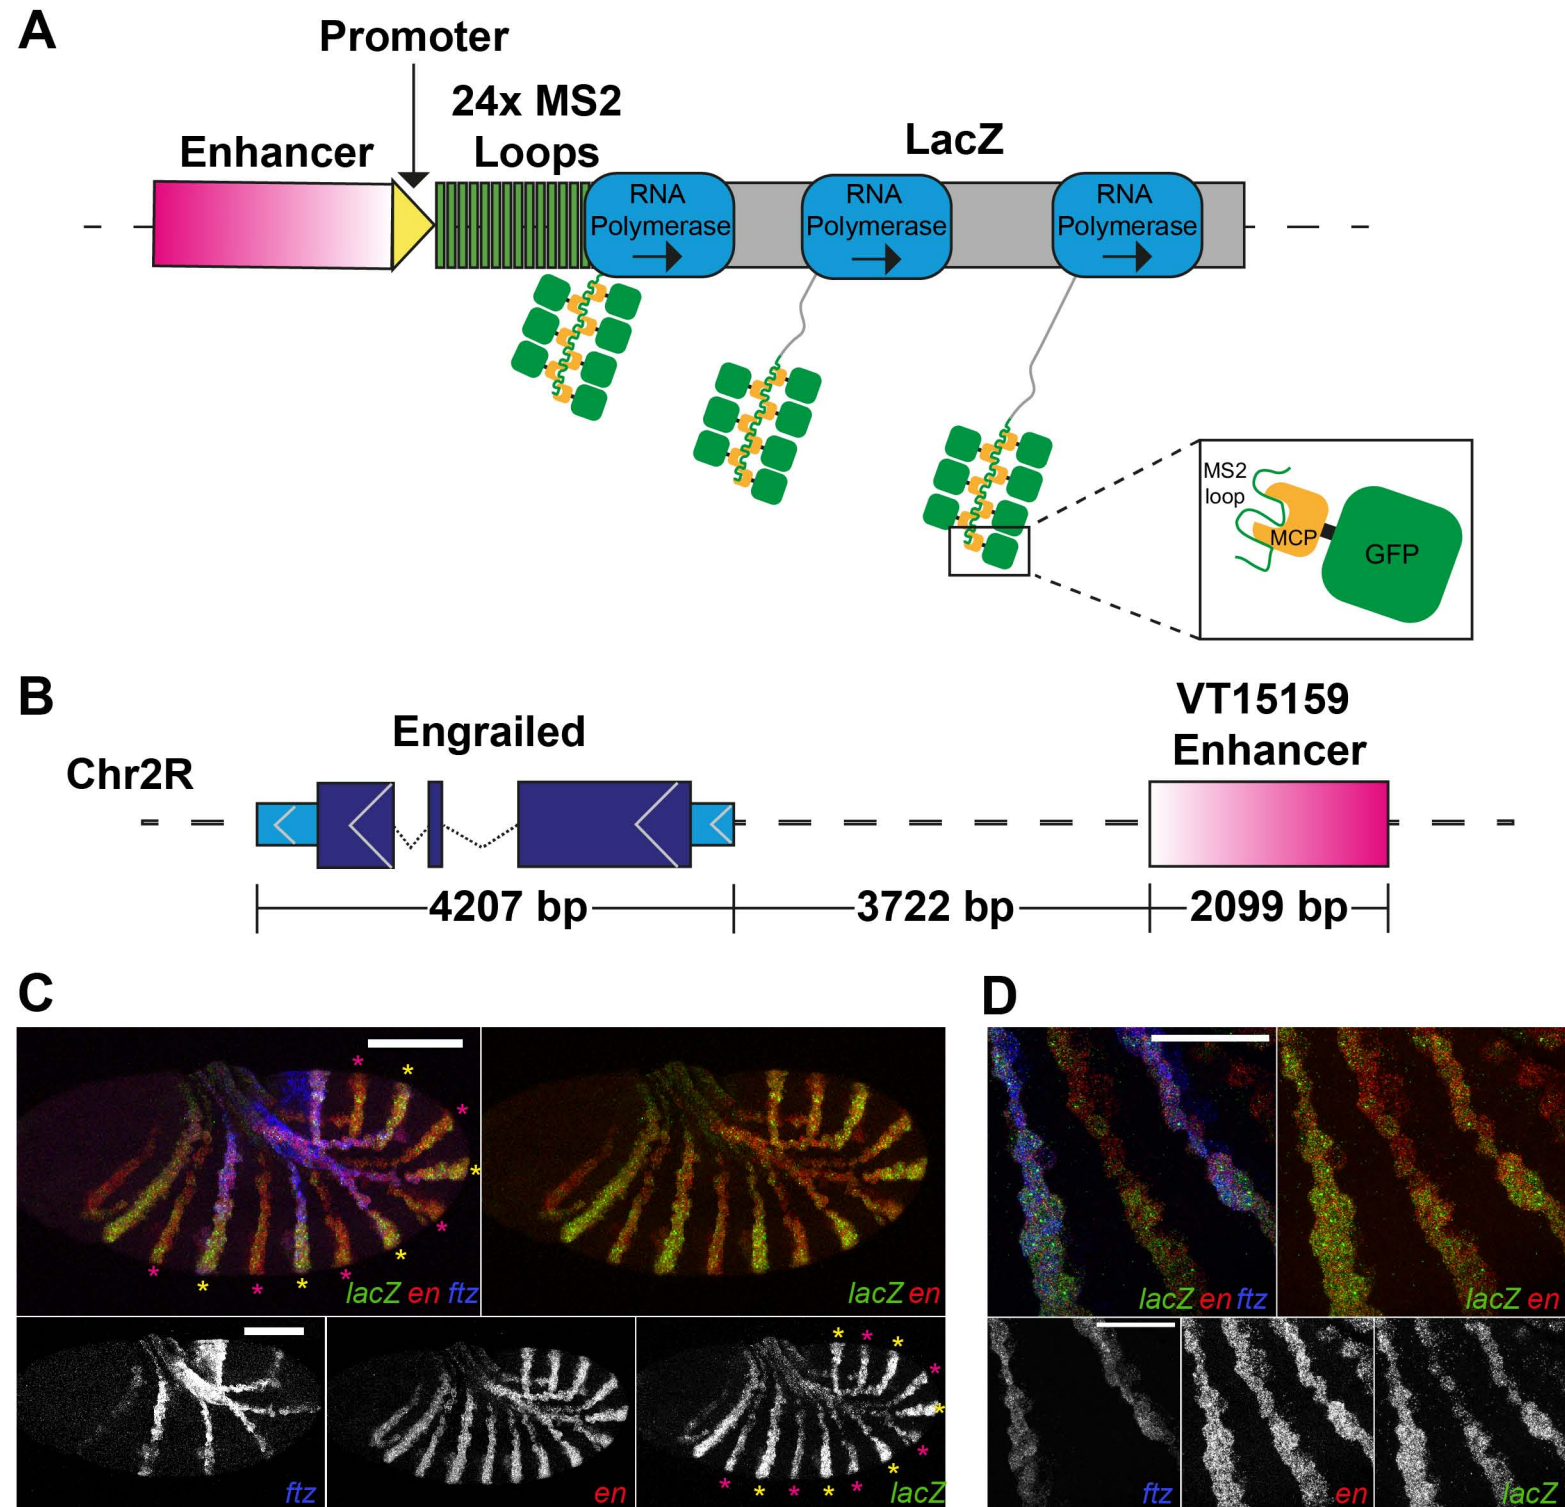 A
Promoter
24x MS2
Loops
Enhancer
LacZ
RNA
Polymerase
RNA
Polymerase
RNA
Polymerase
MS2
loop
MCP
GFP
B
Chr2R
Engrailed
VT15159
Enhancer
4207 bp
3722 bp
2099 bp
C
D
* * * * *
* * * * * * * *
lacZ en ftz
lacZ en
lacZ en ftz
lacZ en
* * * * *
* * * * * * *
ftz
en
lacZ
ftz
en
lacZ